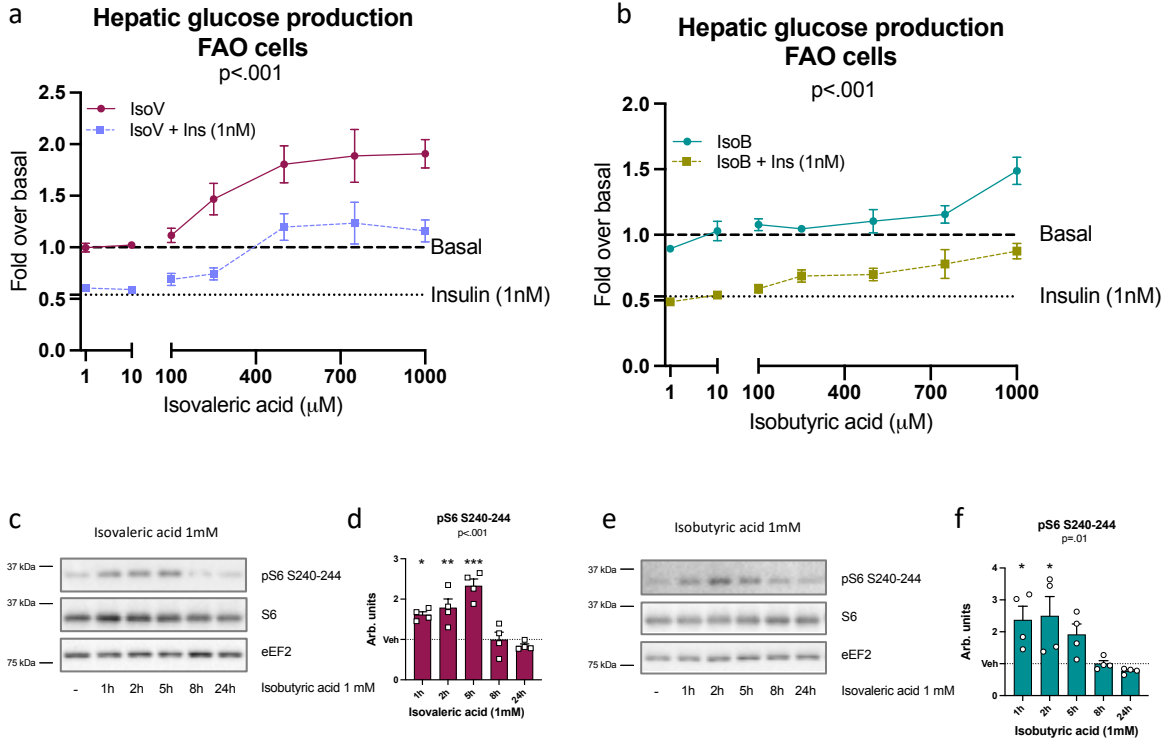 a
Hepatic glucose production
FAO cells
p<.001
2.5
2.0
1.5
1.0
0.5
0.0
Fold over basal
IsoV
IsoV + Ins (1nM)
Basal
Insulin (1nM)
1 10 100 400 700 1000
Isovaleric acid (μM)
b
Hepatic glucose production
FAO cells
p<.001
2.0
1.5
1.0
0.5
0.0
Fold over basal
IsoB
IsoB + Ins (1nM)
Basal
Insulin (1nM)
1 10 100 400 700 1000
Isobutyric acid (μM)
c
Isovaleric acid 1mM
37 kDa
pS6 S240-244
37 kDa
S6
eEF2
75 kDa
- 1h 2h 5h 8h 24h Isobutyric acid 1 mM
d
pS6 S240-244
p<.001
* ** ***
3
2
Veh
1
0
Arb. units
1h 2h 5h 8h 24h
Isovaleric acid (1mM)
e
Isobutyric acid 1mM
37 kDa
pS6 S240-244
37 kDa
S6
eEF2
75 kDa
- 1h 2h 5h 8h 24h Isovaleric acid 1 mM
f
pS6 S240-244
p=.01
* *
4
3
2
Veh
1
0
Arb. units
1h 2h 5h 8h 24h
Isobutyric acid (1mM)